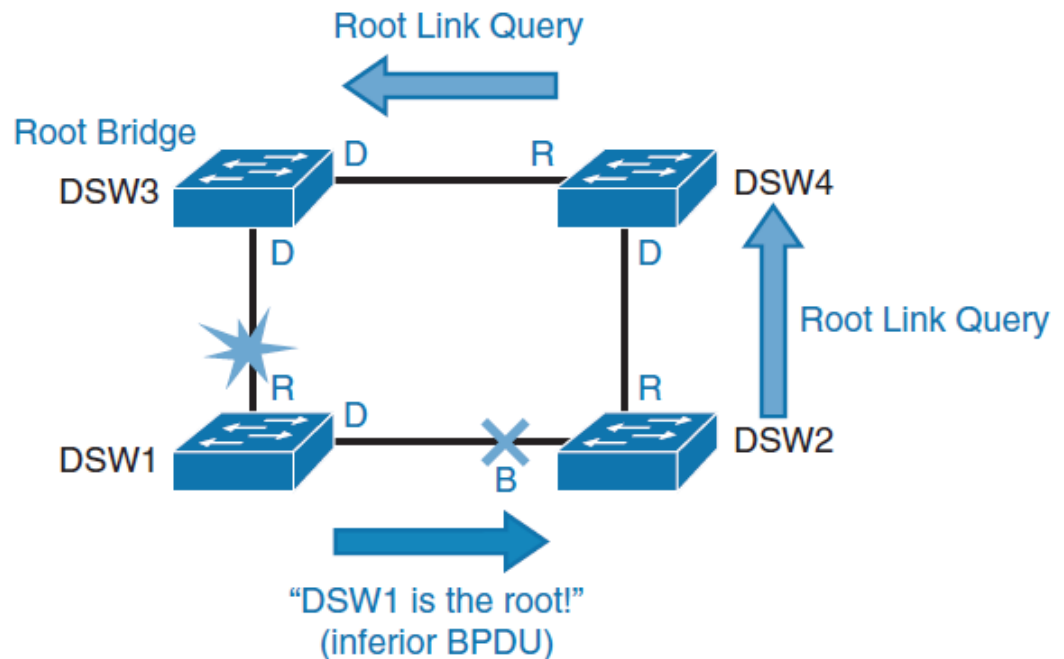 Root Link Query
Root Bridge
D
R
DSW3
DSW4
D
D
Root Link Query
R
D
R
DSW1
DSW2
B
“DSW1 is the root!”
(inferior BPDU)